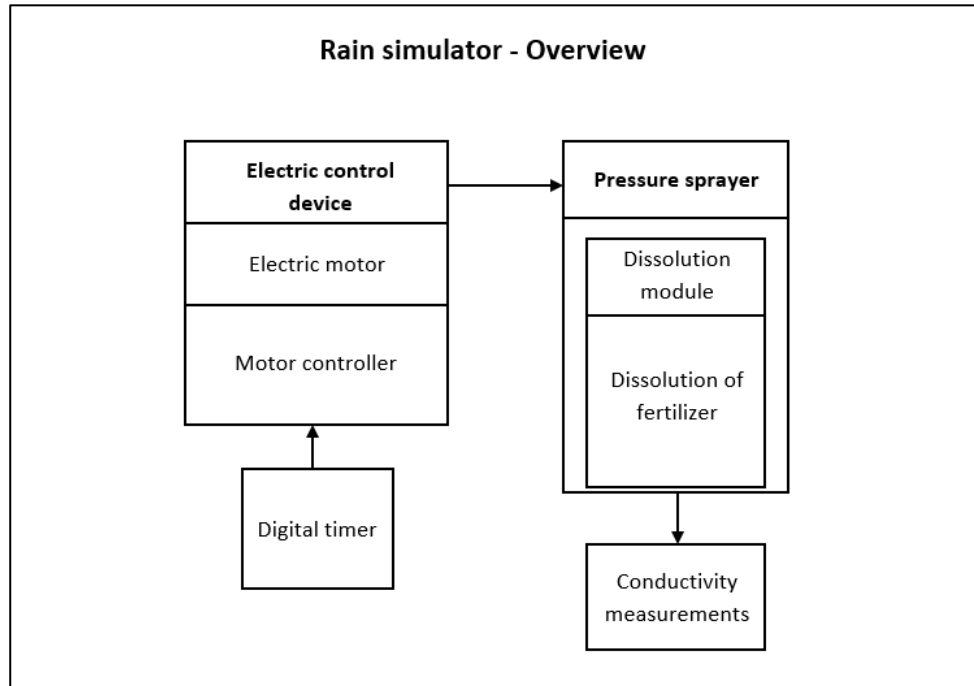 Rain simulator - Overview
Electric control
device
Electric motor
Motor controller
Digital timer
Pressure sprayer
Dissolution
module
Dissolution of
fertilizer
Conductivity
measurements